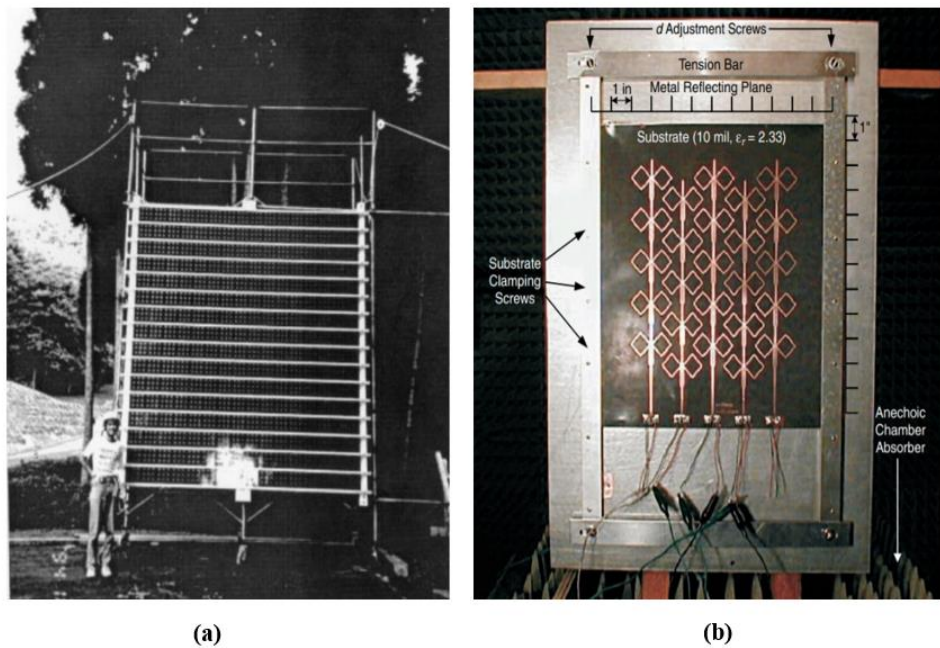 d Adjustment Screws
Tension Bar
Metal Reflecting Plane
1 in
1"
Substrate (10 mil, εr = 2.33)
Substrate
Clamping
Screws
Anechoic
Chamber
Absorber
(a)
(b)